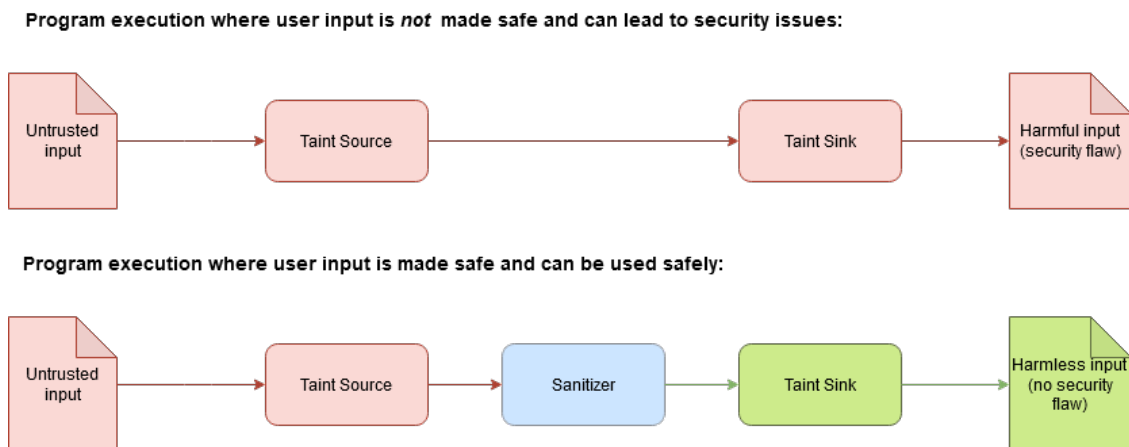 Program execution where user input is not made safe and can lead to security issues:
Untrusted
input
Taint Source
Taint Sink
Harmful input
(security flaw)
Program execution where user input is made safe and can be used safely:
Untrusted
input
Taint Source
Sanitizer
Taint Sink
Harmless input
(no security
flaw)